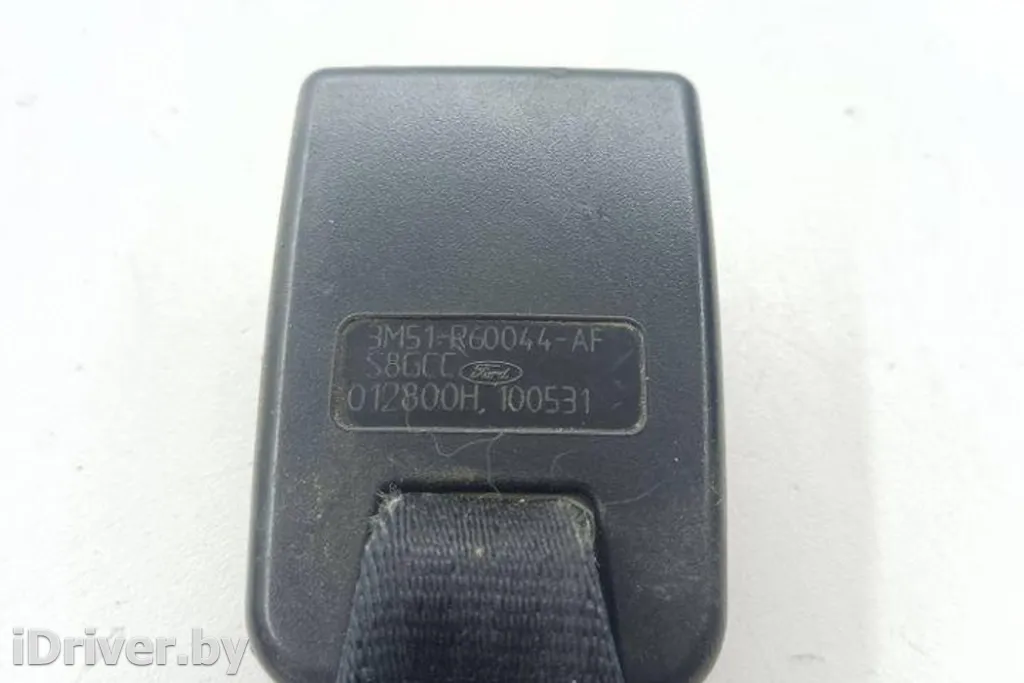 3M51-R60044-AF
S8GCC Ford
012800H, 100531
iDriver.by